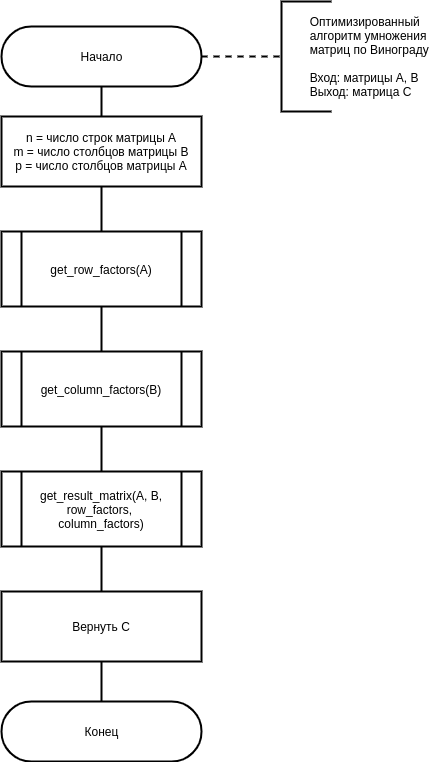 Начало
Оптимизированный
алгоритм умножения
матриц по Винограду
Вход: матрицы A, B
Выход: матрица C
n = число строк матрицы A
m = число столбцов матрицы B
p = число столбцов матрицы A
get_row_factors(A)
get_column_factors(B)
get_result_matrix(A, B,
row_factors,
column_factors)
Вернуть C
Конец